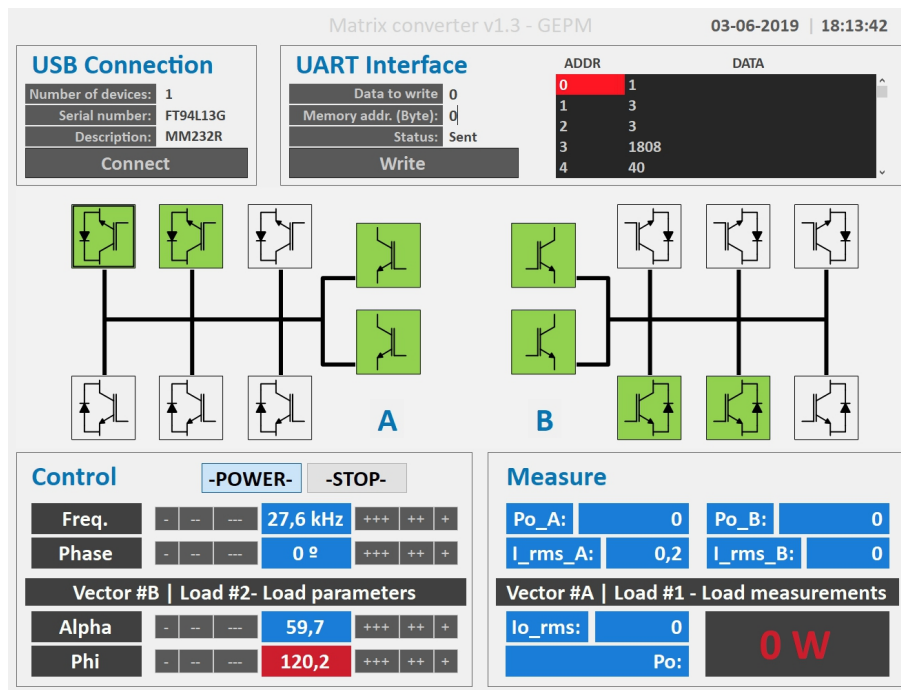 Matrix converter v1.3 - GEPM
03-06-2019 | 18:13:42
USB Connection
Number of devices: 1
Serial number: FT94L13G
Description: MM232R
Connect
UART Interface
Data to write 0
Memory addr. (Byte): 0
Status: Sent
Write
ADDR DATA
0 1
1 3
2 3
3 1808
4 40
A
B
Control
-POWER- -STOP-
Freq. - -- --- 27,6 kHz +++ ++ +
Phase - -- --- 0 º +++ ++ +
Vector #B | Load #2- Load parameters
Alpha - -- --- 59,7 +++ ++ +
Phi - -- --- 120,2 +++ ++ +
Measure
Po_A: 0 Po_B: 0
I_rms_A: 0,2 I_rms_B: 0
Vector #A | Load #1 - Load measurements
Io_rms: 0
Po: 0 W